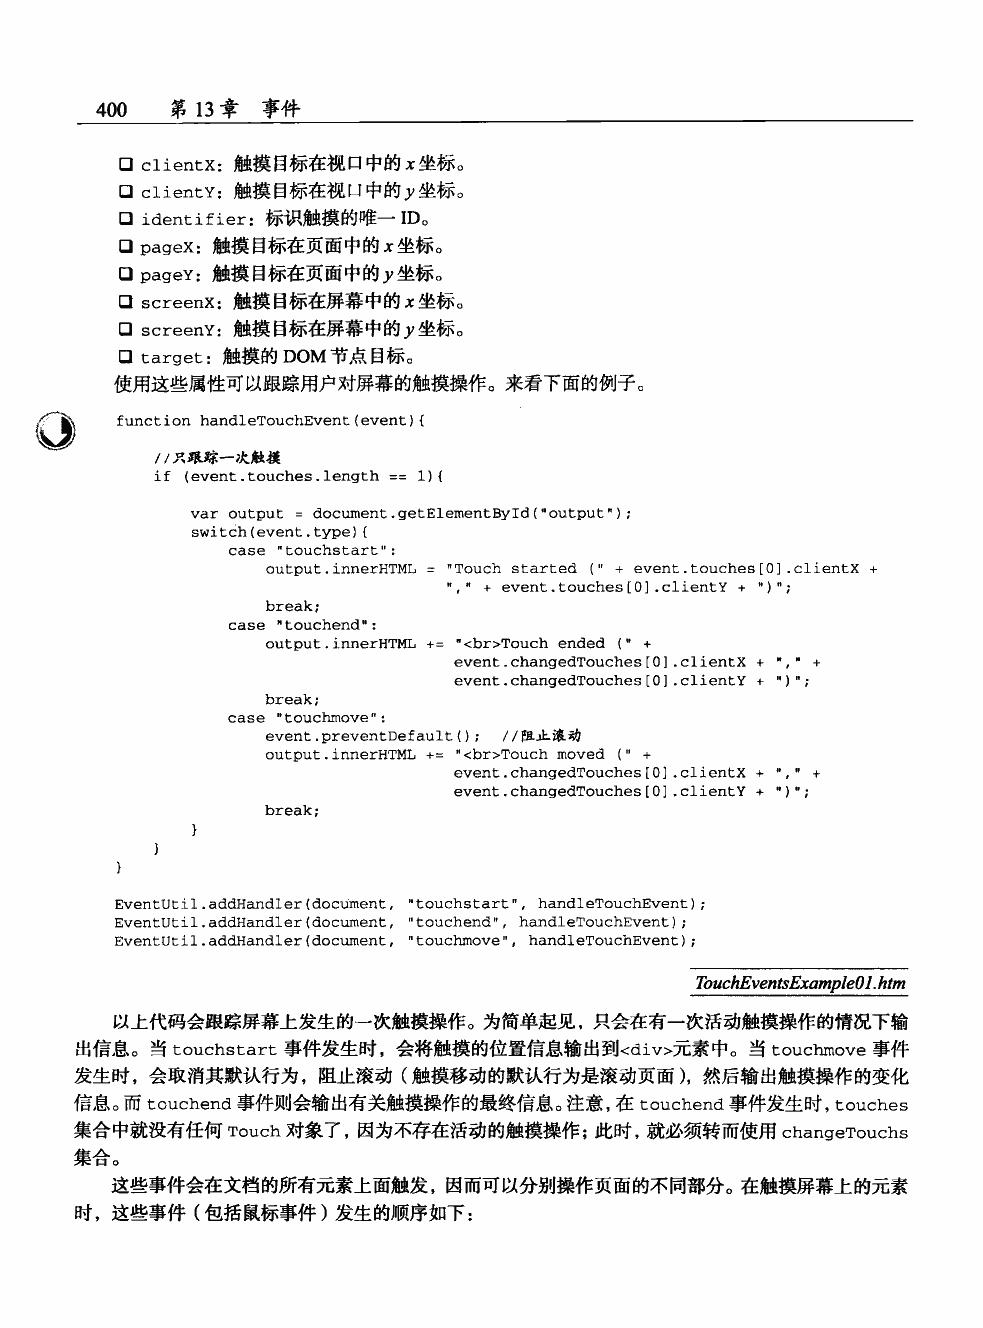 400 第 13 章 事件
❑ clientX：触摸目标在视口中的 x 坐标。
❑ clientY：触摸目标在视口中的 y 坐标。
❑ identifier：标识触摸的唯一 ID。
❑ pageX：触摸目标在页面中的 x 坐标。
❑ pageY：触摸目标在页面中的 y 坐标。
❑ screenX：触摸目标在屏幕中的 x 坐标。
❑ screenY：触摸目标在屏幕中的 y 坐标。
❑ target：触摸的 DOM 节点目标。
使用这些属性可以跟踪用户对屏幕的触摸操作。来看下面的例子。
function handleTouchEvent(event){
//只跟踪一次触摸
if (event.touches.length == 1){
var output = document.getElementById("output");
switch(event.type){
case "touchstart":
output.innerHTML = "Touch started (" + event.touches[0].clientX +
"," + event.touches[0].clientY + ")";
break;
case "touchend":
output.innerHTML += "<br>Touch ended (" +
event.changedTouches[0].clientX + "," +
event.changedTouches[0].clientY + ")";
break;
case "touchmove":
event.preventDefault(); //阻止滚动
output.innerHTML += "<br>Touch moved (" +
event.changedTouches[0].clientX + "," +
event.changedTouches[0].clientY + ")";
break;
}
}
}
EventUtil.addHandler(document, "touchstart", handleTouchEvent);
EventUtil.addHandler(document, "touchend", handleTouchEvent);
EventUtil.addHandler(document, "touchmove", handleTouchEvent);
TouchEventsExample01.htm
以上代码会跟踪屏幕上发生的一次触摸操作。为简单起见，只会在有一次活动触摸操作的情况下输
出信息。当 touchstart 事件发生时，会将触摸的位置信息输出到<div>元素中。当 touchmove 事件
发生时，会取消其默认行为，阻止滚动（触摸移动的默认行为是滚动页面），然后输出触摸操作的变化
信息。而 touchend 事件则会输出有关触摸操作的最终信息。注意，在 touchend 事件发生时，touches
集合中就没有任何 Touch 对象了，因为不存在活动的触摸操作；此时，就必须转而使用 changeTouchs
集合。
这些事件会在文档的所有元素上面触发，因而可以分别操作页面的不同部分。在触摸屏幕上的元素
时，这些事件（包括鼠标事件）发生的顺序如下：